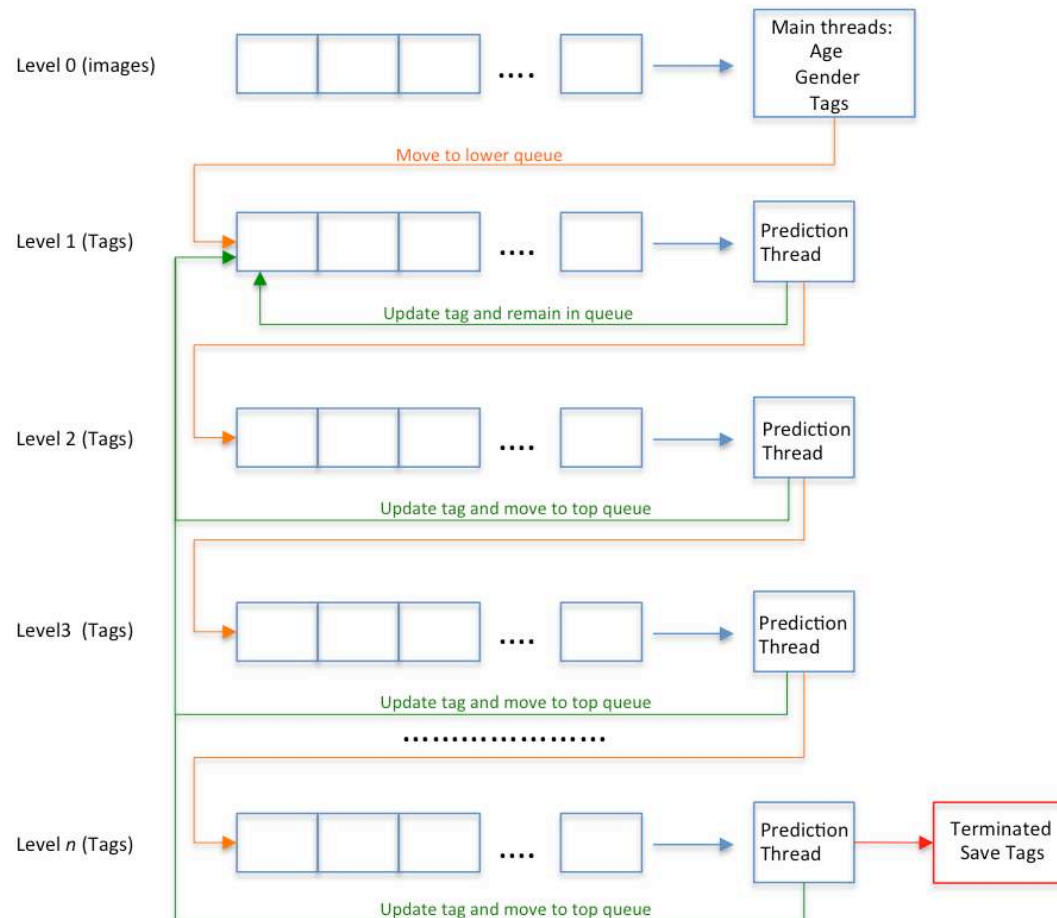 Level 0 (images)
....
Main threads:
Age
Gender
Tags
Move to lower queue
Level 1 (Tags)
....
Prediction
Thread
Update tag and remain in queue
Level 2 (Tags)
....
Prediction
Thread
Update tag and move to top queue
Level3 (Tags)
....
Prediction
Thread
Update tag and move to top queue
.....................
Level n (Tags)
....
Prediction
Thread
Terminated
Save Tags
Update tag and move to top queue